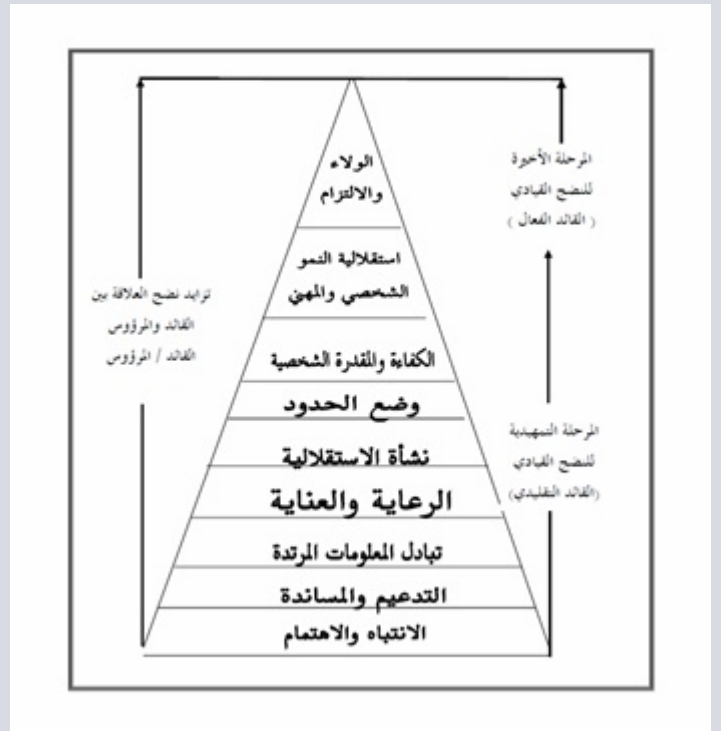 الولاء
والالتزام
استقلالية النمو
الشخصي والمهني
الكفاءة والمقدرة الشخصية
وضع الحدود
نشأة الاستقلالية
الرعاية والعناية
تبادل المعلومات المرتدة
التدعيم والمساندة
الانتباه والاهتمام
المرحلة الأخيرة
للنضج القيادي
( القائد الفعال )
المرحلة التمهيدية
للنضج القيادي
(القائد التقليدي)
تزايد نضج العلاقة بين
القائد والمرؤوس
القائد / المرؤوس